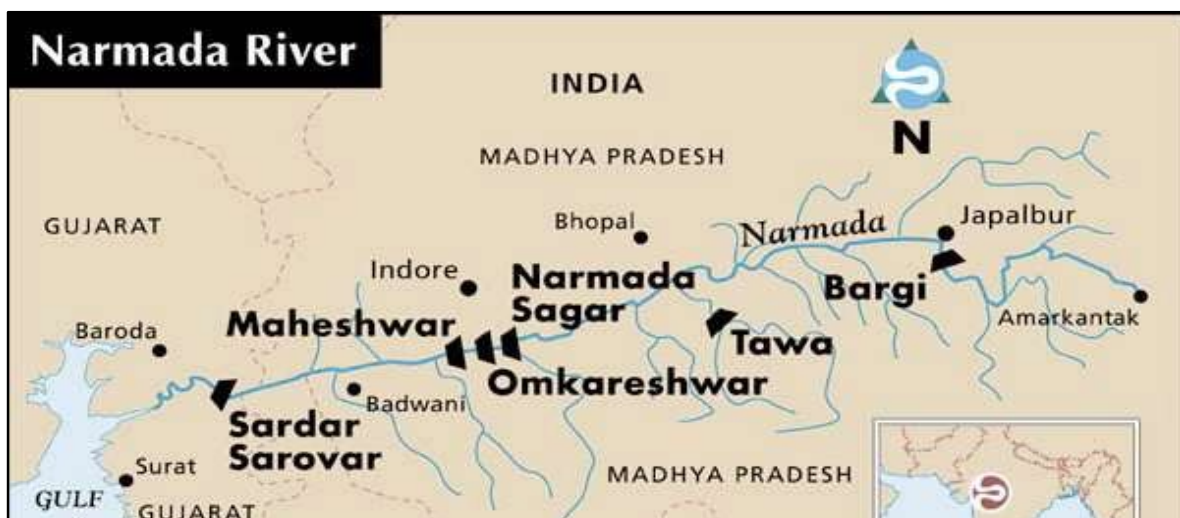 Narmada River
INDIA
N
MADHYA PRADESH
GUJARAT
Bhopal
Narmada
Japalbur
Indore
Narmada
Sagar
Bargi
Amarkantak
Baroda
Maheshwar
Tawa
Omkareshwar
Badwani
Sardar
Sarovar
Surat
MADHYA PRADESH
GULF
GUJARAT